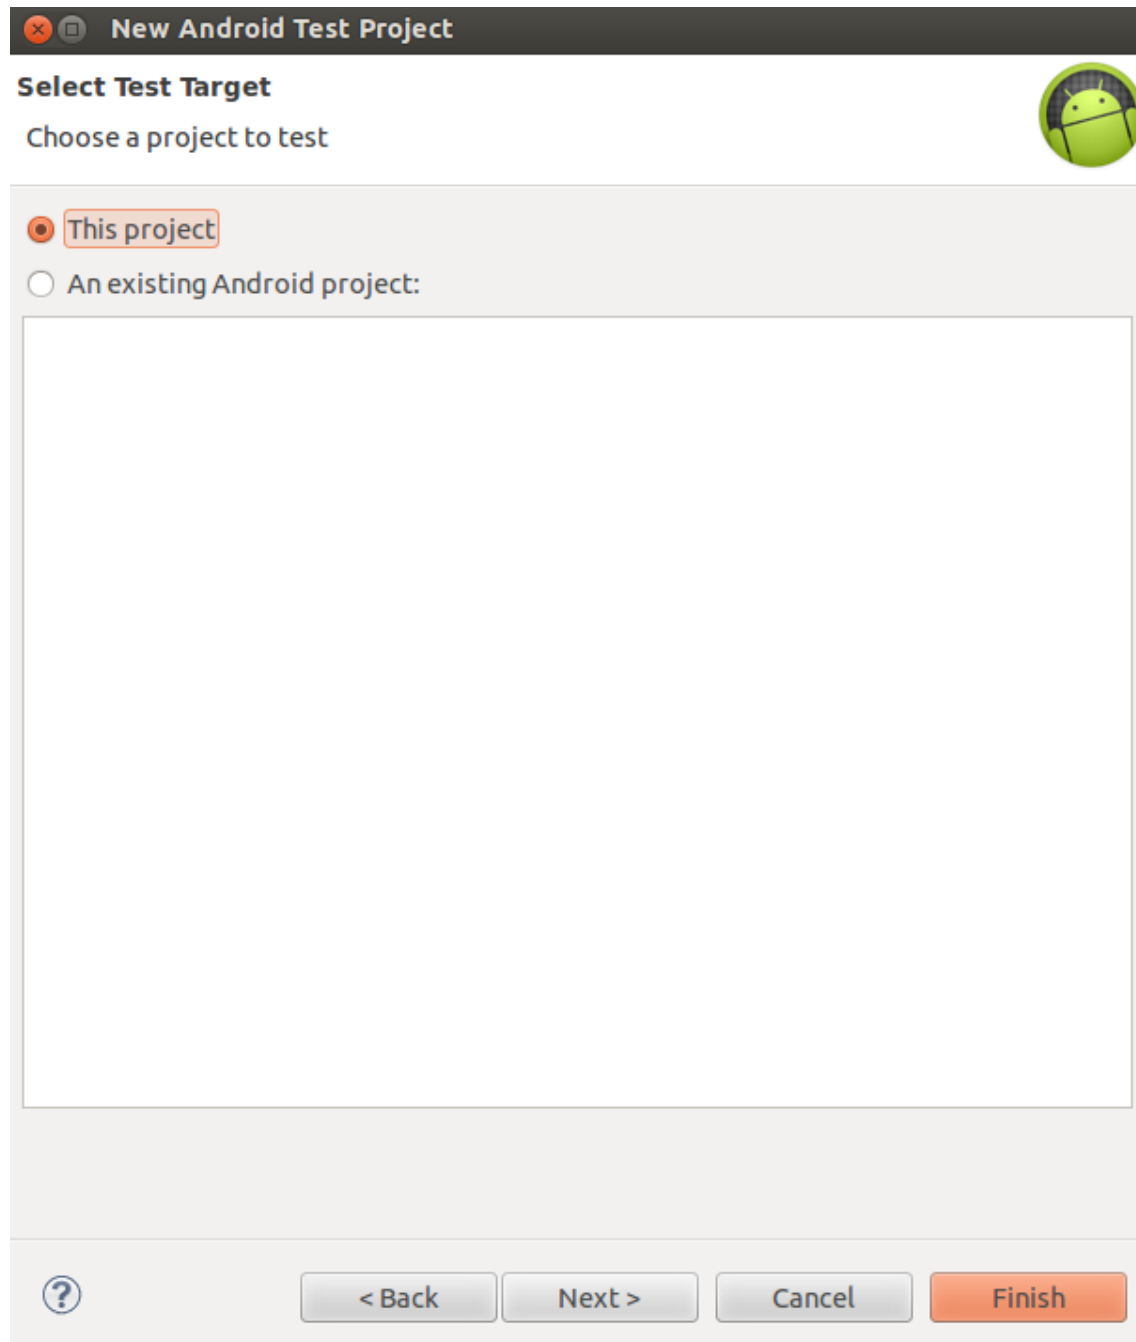 New Android Test Project
Select Test Target
Choose a project to test
This project
An existing Android project:
?
< Back
Next >
Cancel
Finish